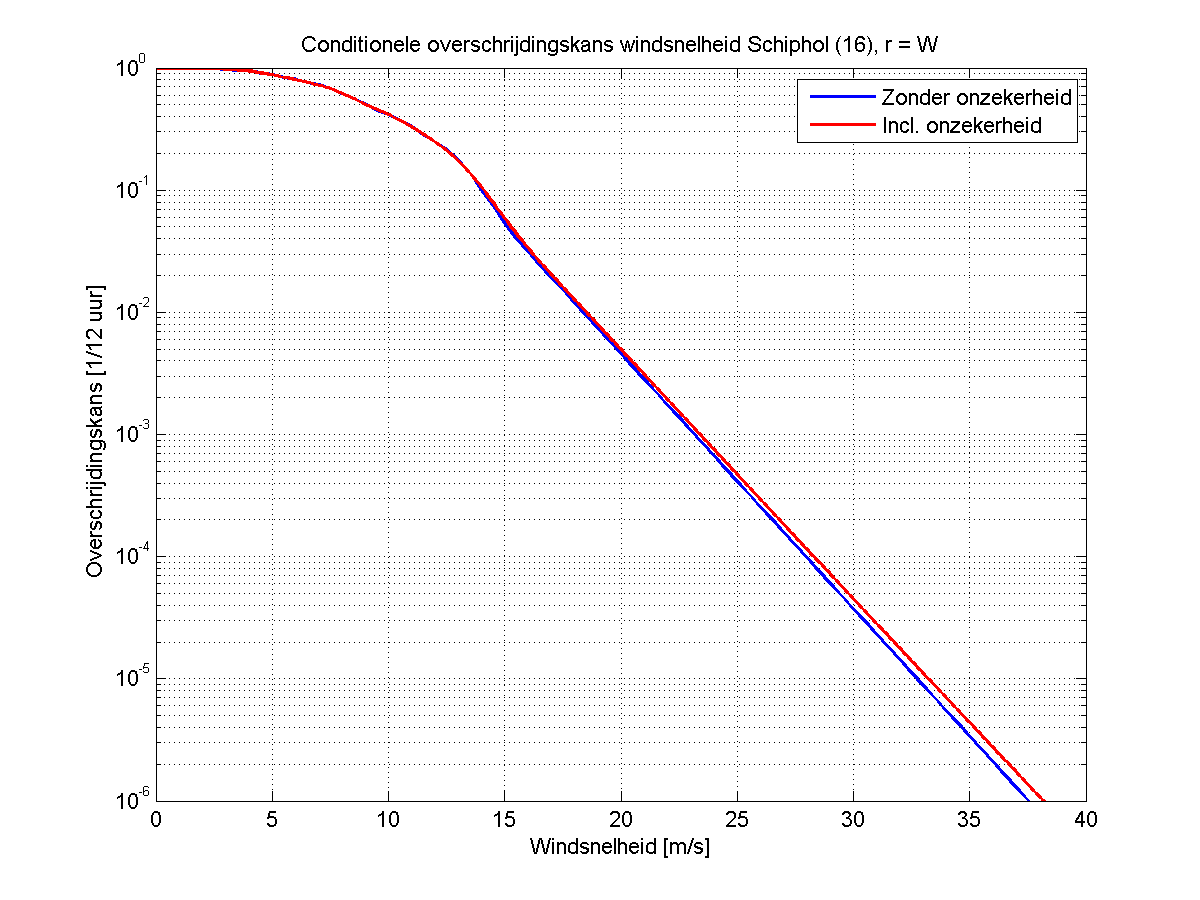 Conditionele overschrijdingskans windsnelheid Schiphol (16), r = W
Zonder onzekerheid
Incl. onzekerheid
Overschrijdingskans [1/12 uur]
10^0
10^-1
10^-2
10^-3
10^-4
10^-5
10^-6
0 5 10 15 20 25 30 35 40
Windsnelheid [m/s]